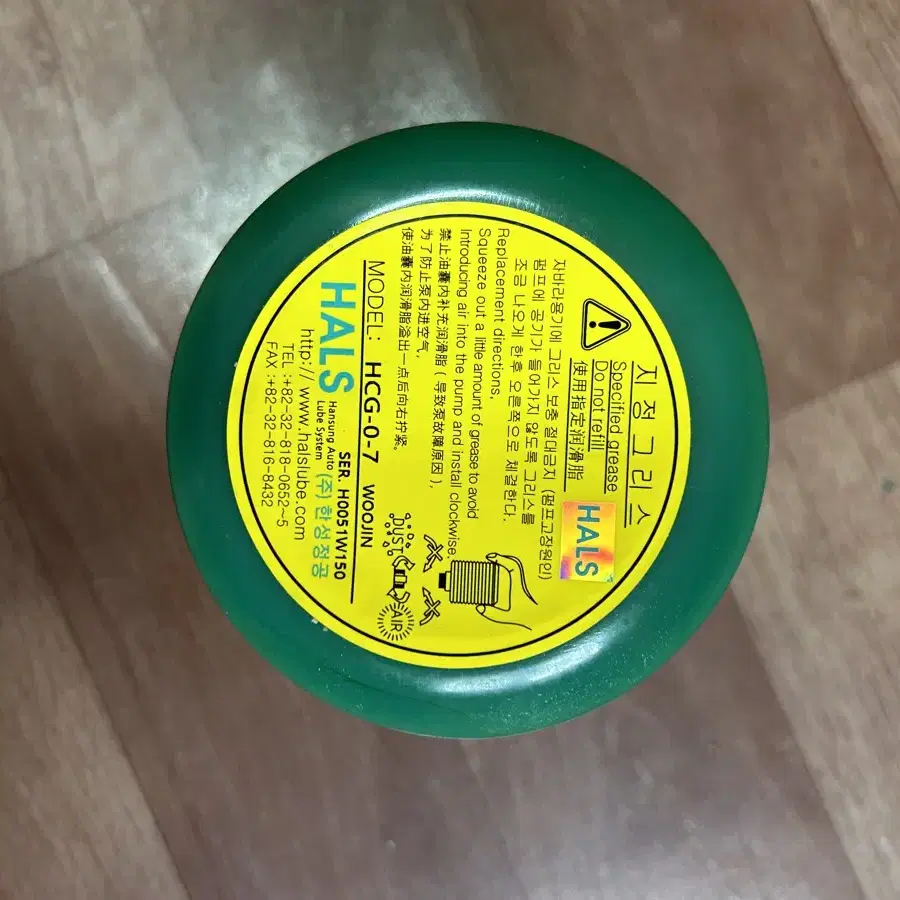 지정그리스
Specified grease
Do not refill
使用指定润滑脂
HALS
자바라용기에 그리스 보충 절대금지 (펌프고장원인)
펌프에 공기가 들어가지 않도록 그리스를
조금 나오게 한후 오른쪽으로 체결한다.
Replacement directions.
Squeeze out a little amount of grease to avoid
Introducing air into the pump and install clockwise.
禁止油囊内补充润滑脂 ( 导致泵故障原因 ),
为了防止泵内进空气,
使油囊内润滑脂溢出一点后向右拧紧.
DUST
AIR
MODEL: HCG-0-7 WOOJIN
SER. H0051W150
HALS
Hansung Auto
Lube System
(주)한성정공
http://www.halslube.com
TEL :+82-32-818-0652~5
FAX :+82-32-818-8432